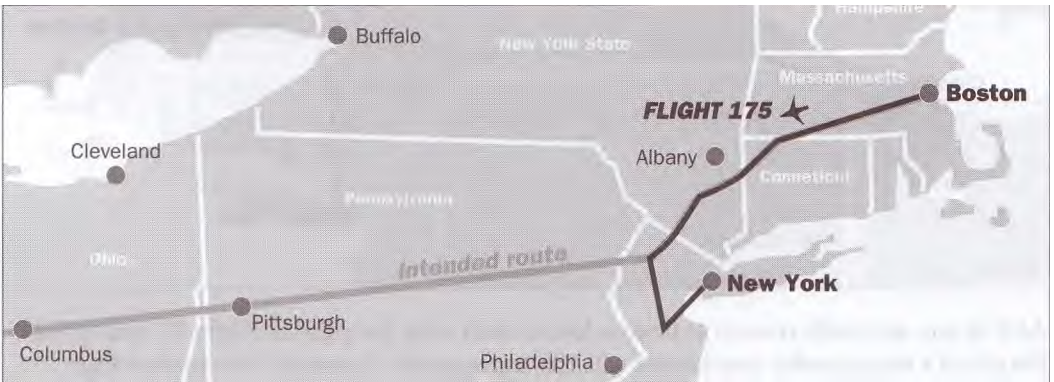 Hampshire
Buffalo
New York State
Massachusetts
Boston
FLIGHT 175
Cleveland
Albany
Conneticut
Pennsylvania
Ohio
Intended route
New York
Pittsburgh
Columbus
Philadelphia